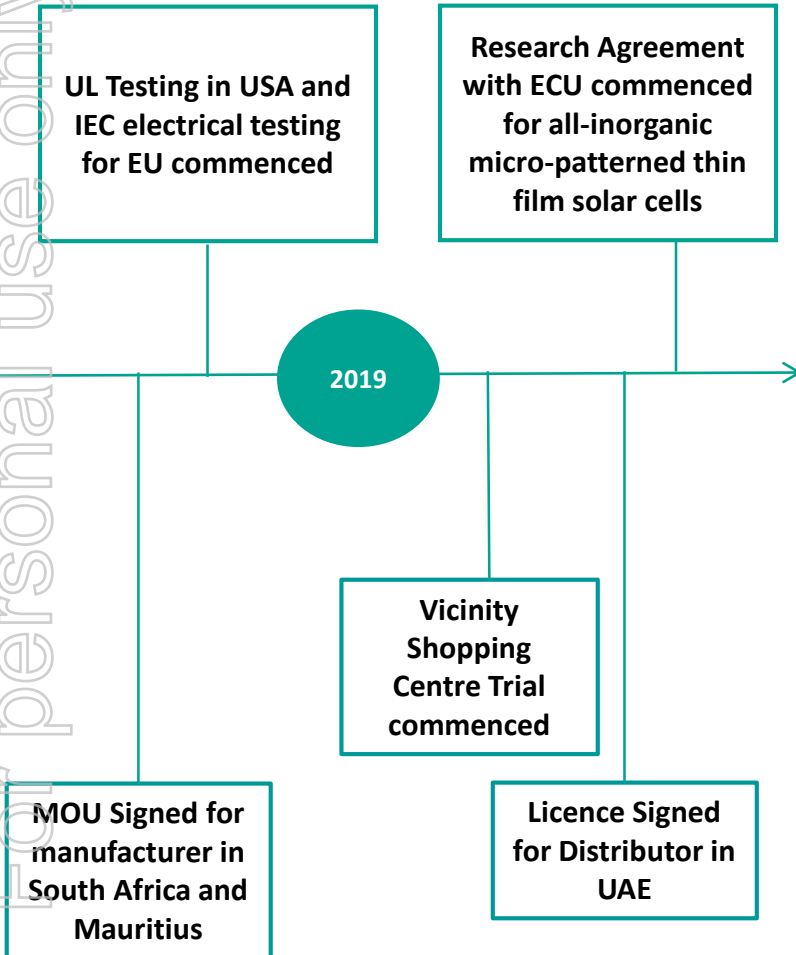 For personal use only
UL Testing in USA and
IEC electrical testing
for EU commenced
Research Agreement
with ECU commenced
for all-inorganic
micro-patterned thin
film solar cells
2019
Vicinity
Shopping
Centre Trial
commenced
MOU Signed for
manufacturer in
South Africa and
Mauritius
Licence Signed
for Distributor in
UAE